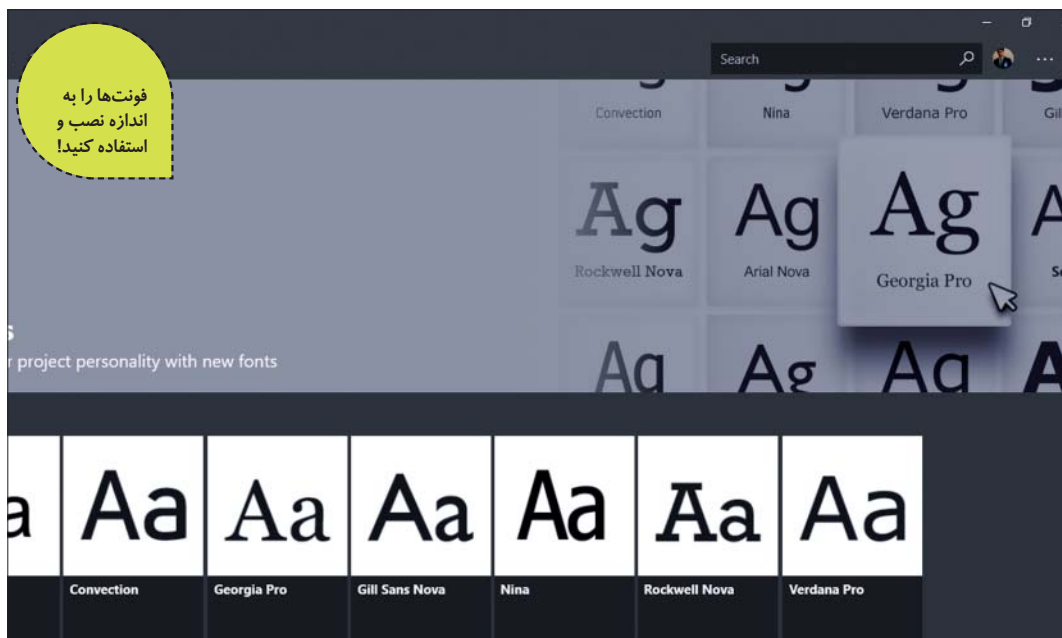 Search
فونت‌ها را به
اندازه نصب و
استفاده کنید!
Convection
Nina
Verdana Pro
Ag
Ag
Ag
Rockwell Nova
Arial Nova
Georgia Pro
project personality with new fonts
Ag
Ag
Ag
Aa
Aa
Aa
Aa
Aa
Aa
Convection
Georgia Pro
Gill Sans Nova
Nina
Rockwell Nova
Verdana Pro